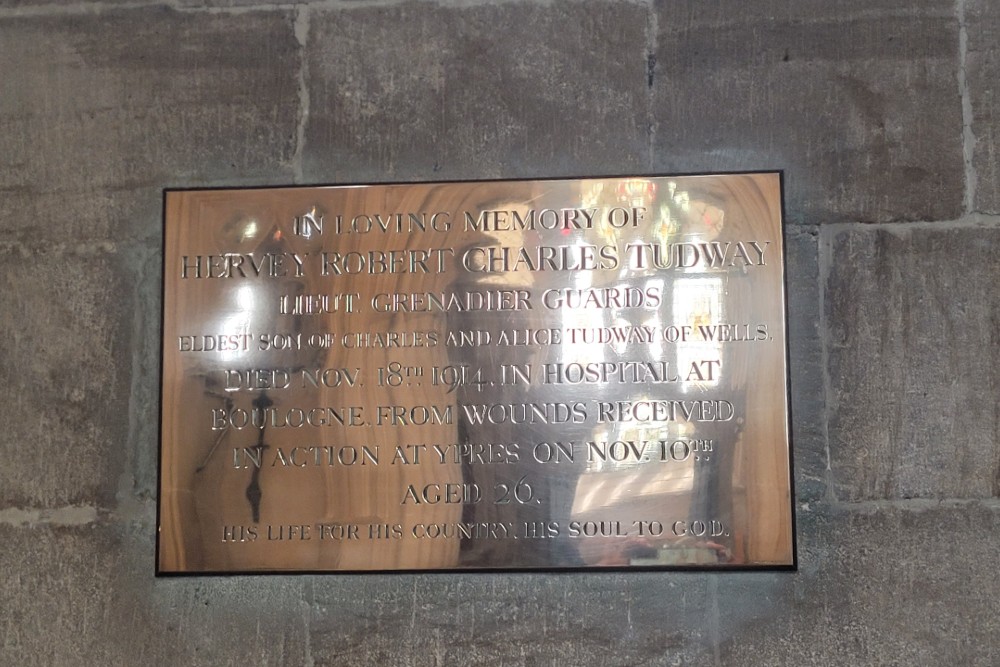 IN LOVING MEMORY OF
HERVEY ROBERT CHARLES TUDWAY
LIEUT. GRENADIER GUARDS
ELDEST SON OF CHARLES AND ALICE TUDWAY OF WELLS.
DIED NOV. 18TH 1914. IN HOSPITAL AT
BOULOGNE, FROM WOUNDS RECEIVED
IN ACTION AT YPRES ON NOV. 10TH
AGED 26.
HIS LIFE FOR HIS COUNTRY, HIS SOUL TO GOD.